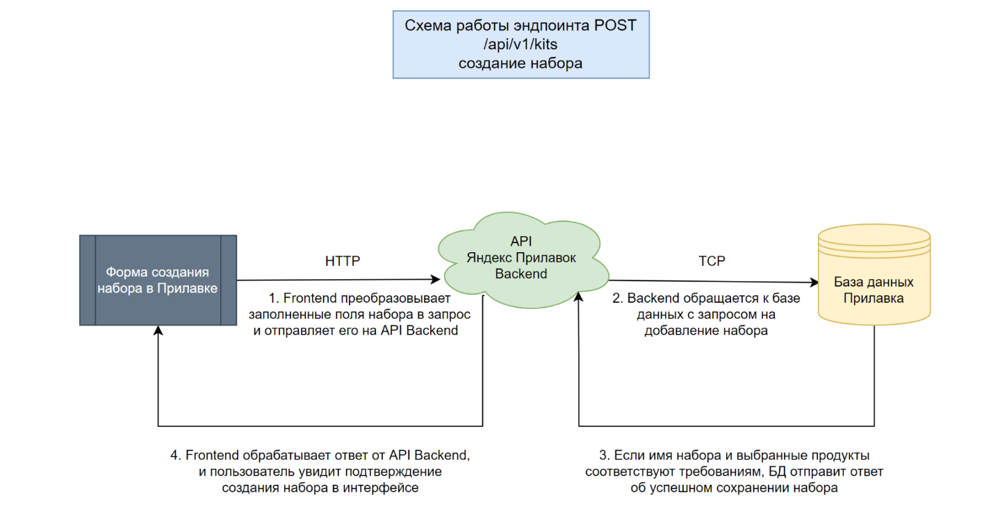 Схема работы эндпоинта POST
/api/v1/kits
создание набора
Форма создания
набора в Прилавке
HTTP
1. Frontend преобразовывает
заполненные поля набора в запрос
и отправляет его на API Backend
API
Яндекс Прилавок
Backend
TCP
2. Backend обращается к базе
данных с запросом на
добавление набора
База данных
Прилавка
4. Frontend обрабатывает ответ от API Backend,
и пользователь увидит подтверждение
создания набора в интерфейсе
3. Если имя набора и выбранные продукты
соответствуют требованиям, БД отправит ответ
об успешном сохранении набора